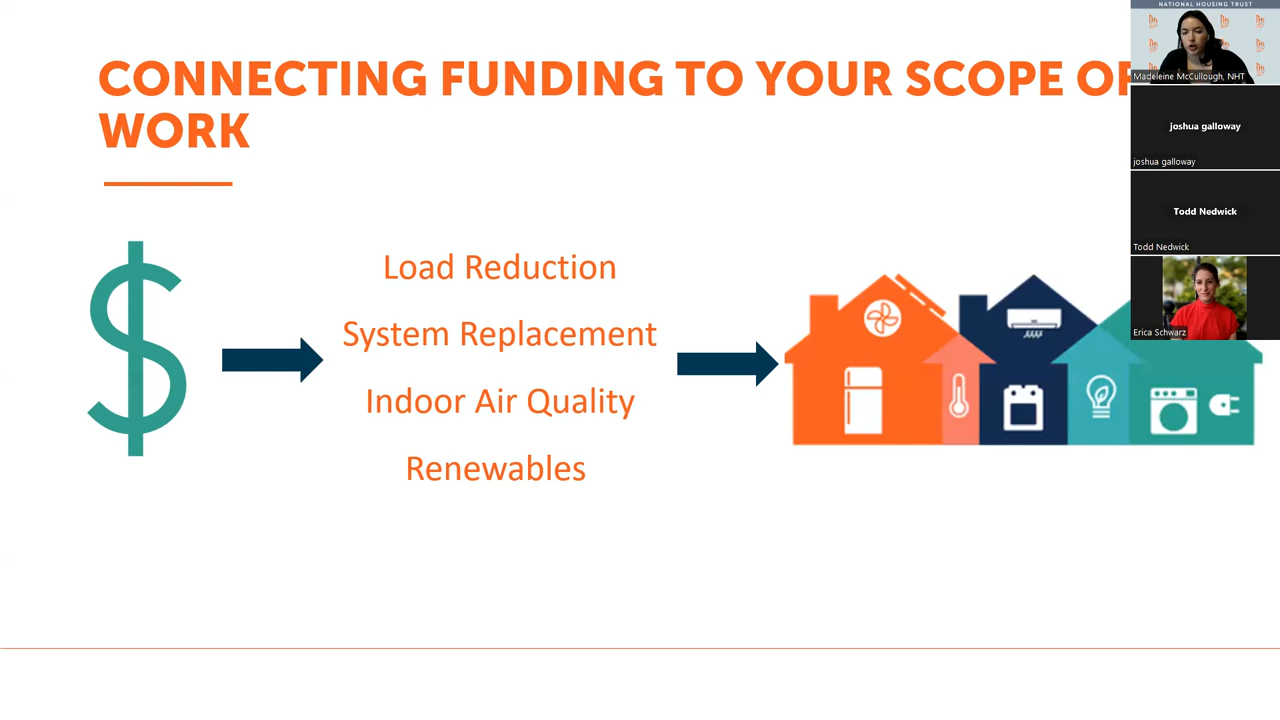 NATIONAL HOUSING TRUST
CONNECTING FUNDING TO YOUR SCOPE OF
WORK
Madeleine McCullough, NHT
joshua galloway
joshua galloway
Todd Nedwick
Todd Nedwick
Erica Schwarz
Load Reduction
System Replacement
Indoor Air Quality
Renewables